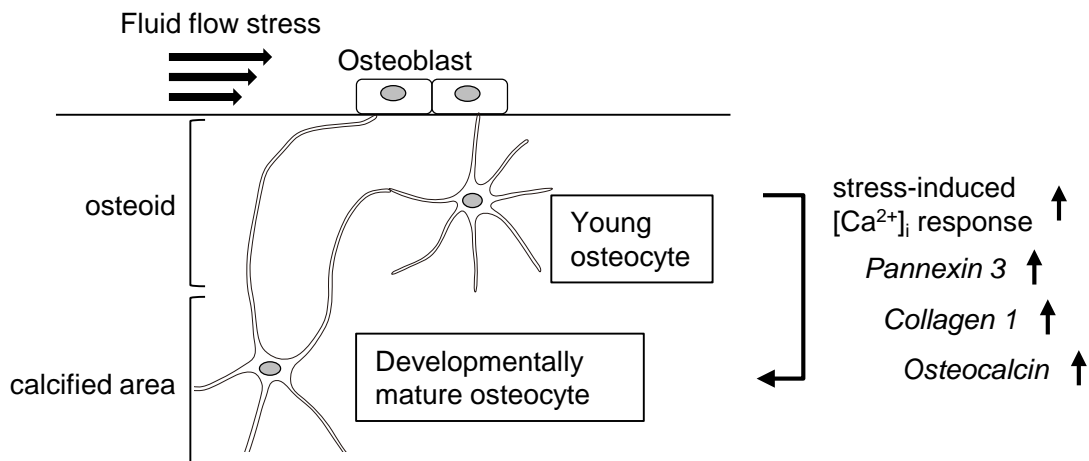 Fluid flow stress
Osteoblast
osteoid
Young
osteocyte
stress-induced
[Ca²⁺]ᵢ response
Pannexin 3
Collagen 1
Osteocalcin
calcified area
Developmentally
mature osteocyte